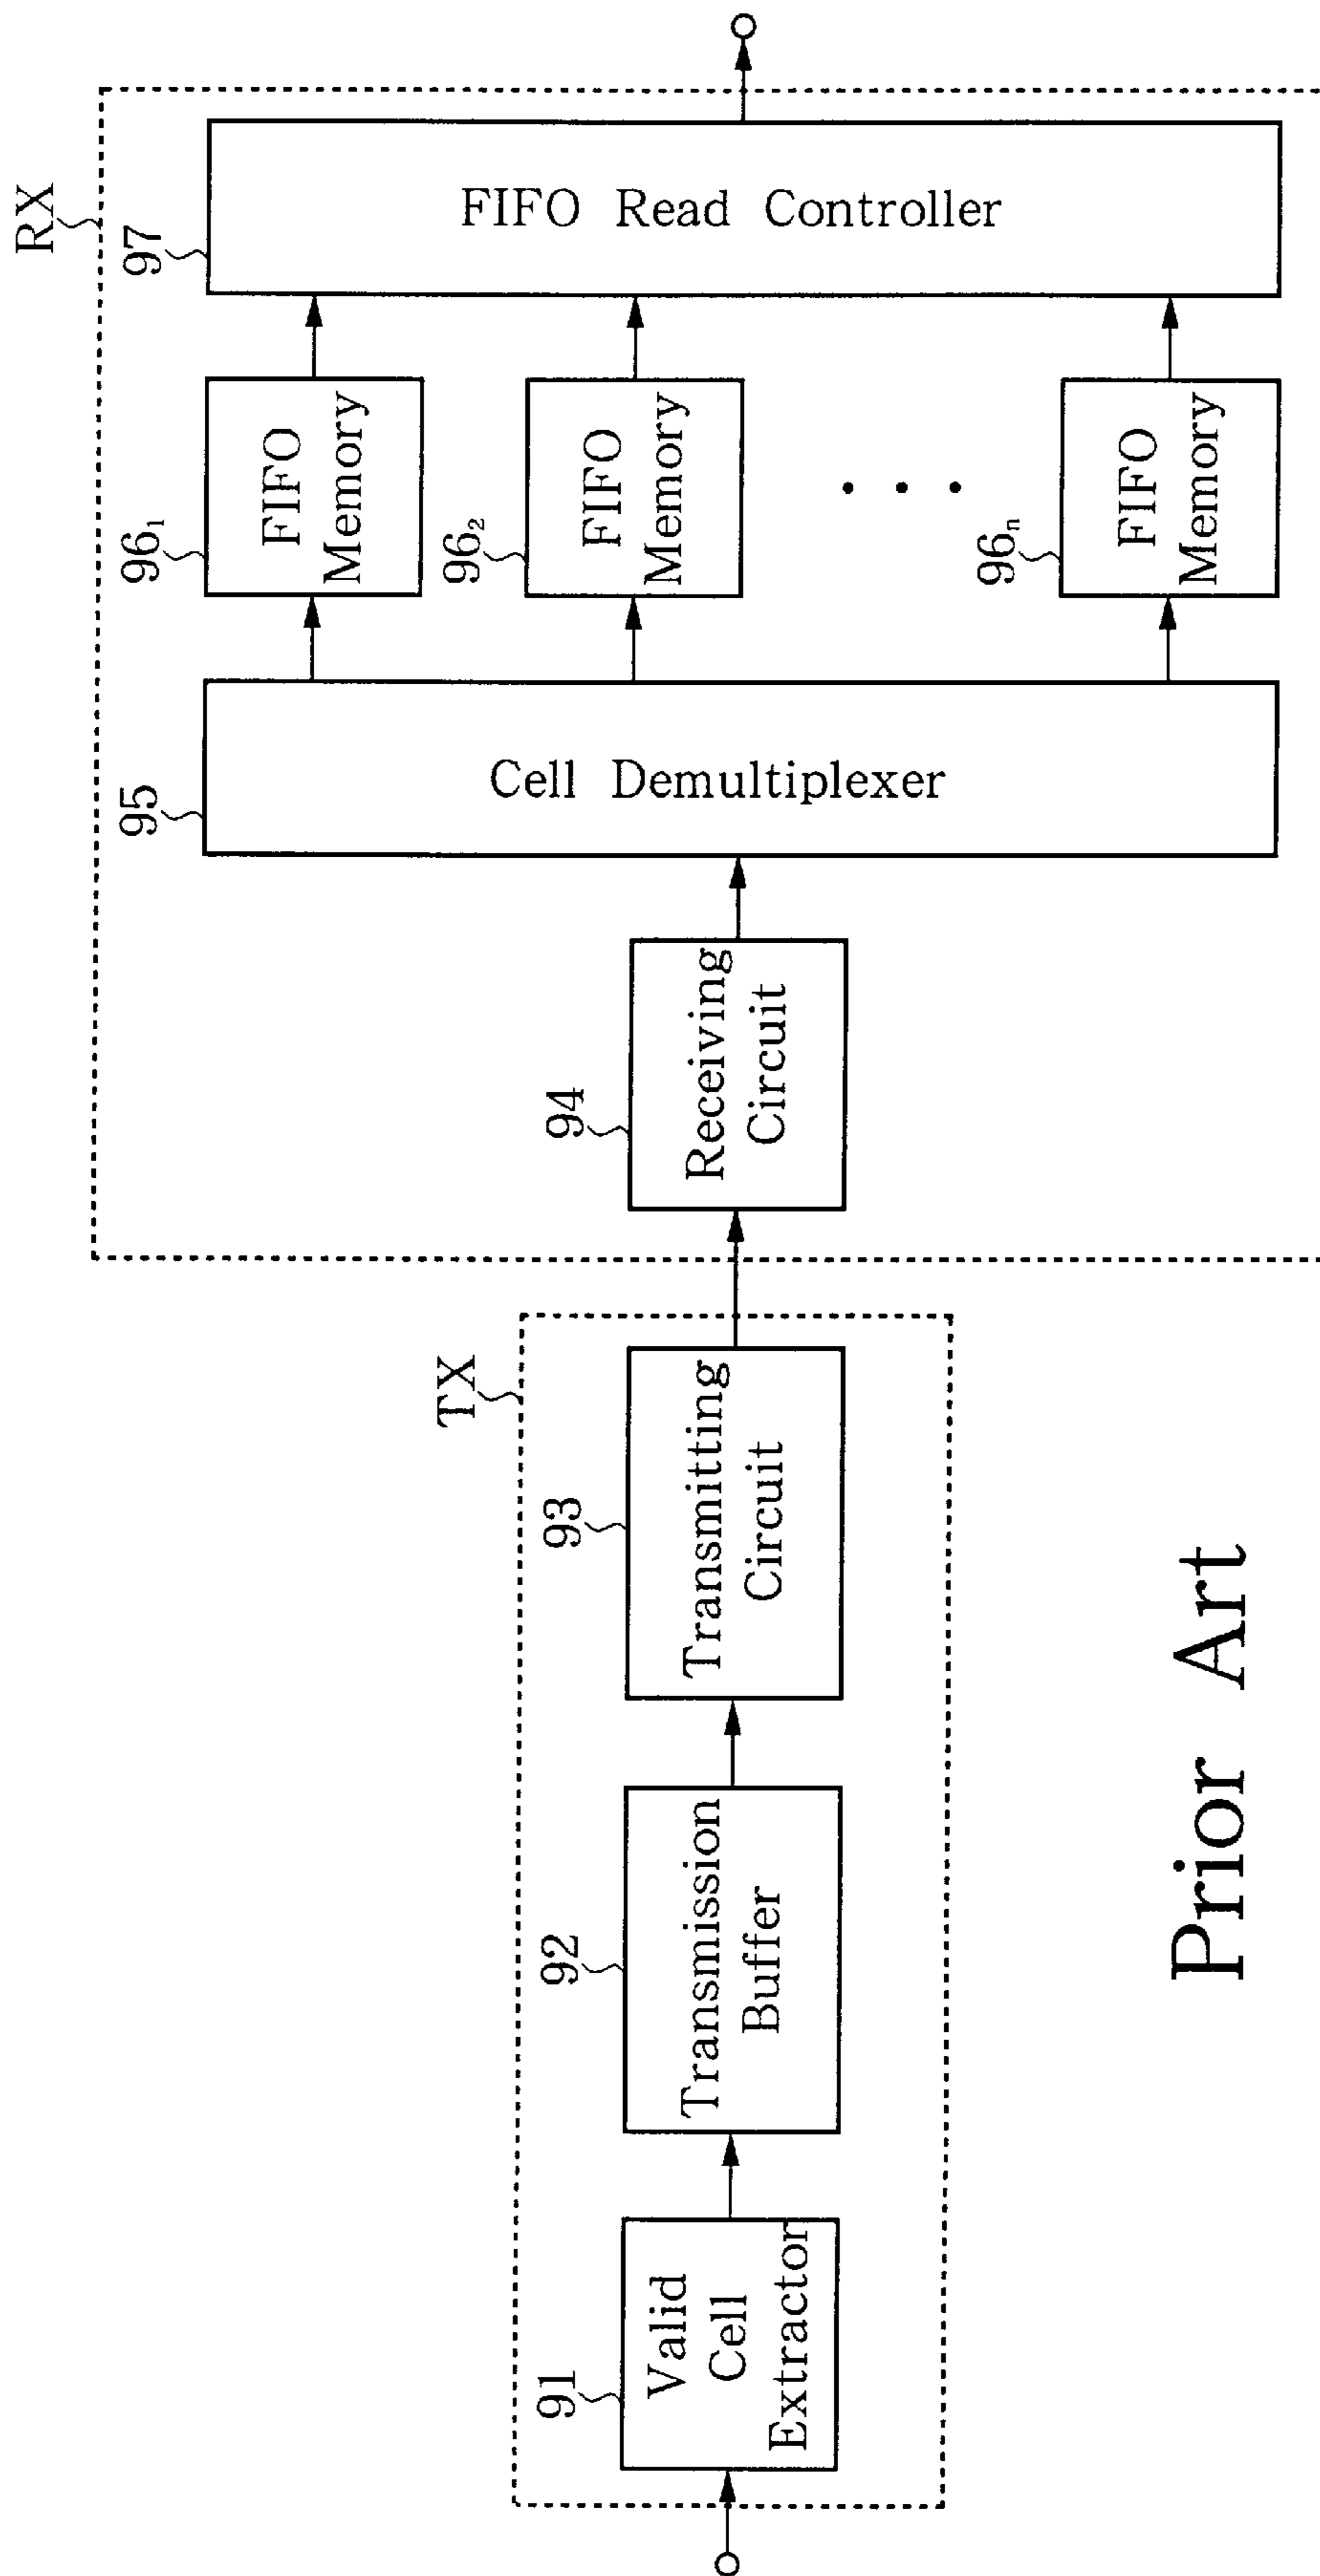 RX
97
FIFO Read Controller
96₁
FIFO
Memory
96₂
FIFO
Memory
96ₙ
FIFO
Memory
95
Cell Demultiplexer
94
Receiving
Circuit
TX
93
Transmitting
Circuit
92
Transmission
Buffer
91
Valid
Cell
Extractor
Prior Art